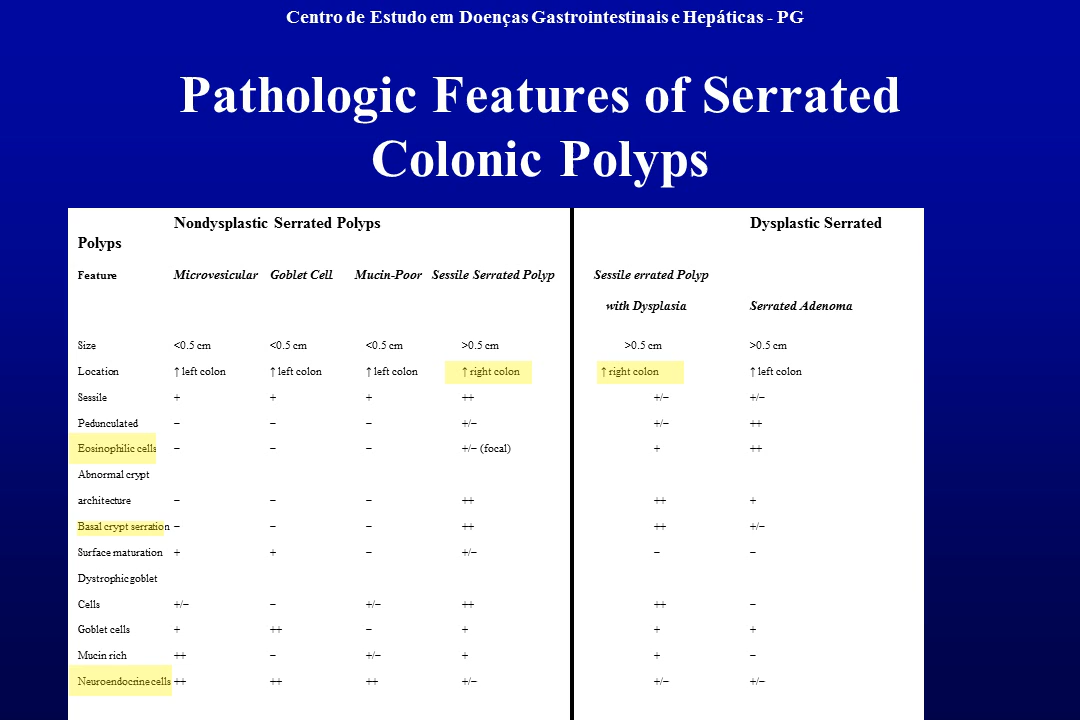 Centro de Estudo em Doenças Gastrointestinais e Hepáticas - PG
Pathologic Features of Serrated
Colonic Polyps
Nondysplastic Serrated Polyps Dysplastic Serrated
Polyps
Feature Microvesicular Goblet Cell Mucin-Poor Sessile Serrated Polyp Sessile errated Polyp
with Dysplasia Serrated Adenoma
Size <0.5 cm <0.5 cm <0.5 cm >0.5 cm >0.5 cm >0.5 cm
Location ↑ left colon ↑ left colon ↑ left colon ↑ right colon ↑ right colon ↑ left colon
Sessile + + + ++ +/– +/–
Pedunculated – – – +/– +/– ++
Eosinophilic cells – – – +/– (focal) + ++
Abnormal crypt
architecture – – – ++ ++ +
Basal crypt serration – – – ++ ++ +/–
Surface maturation + + – +/– – –
Dystrophic goblet
Cells +/– – +/– ++ ++ –
Goblet cells + ++ – + + +
Mucin rich ++ – +/– + + –
Neuroendocrine cells ++ ++ ++ +/– +/– +/–